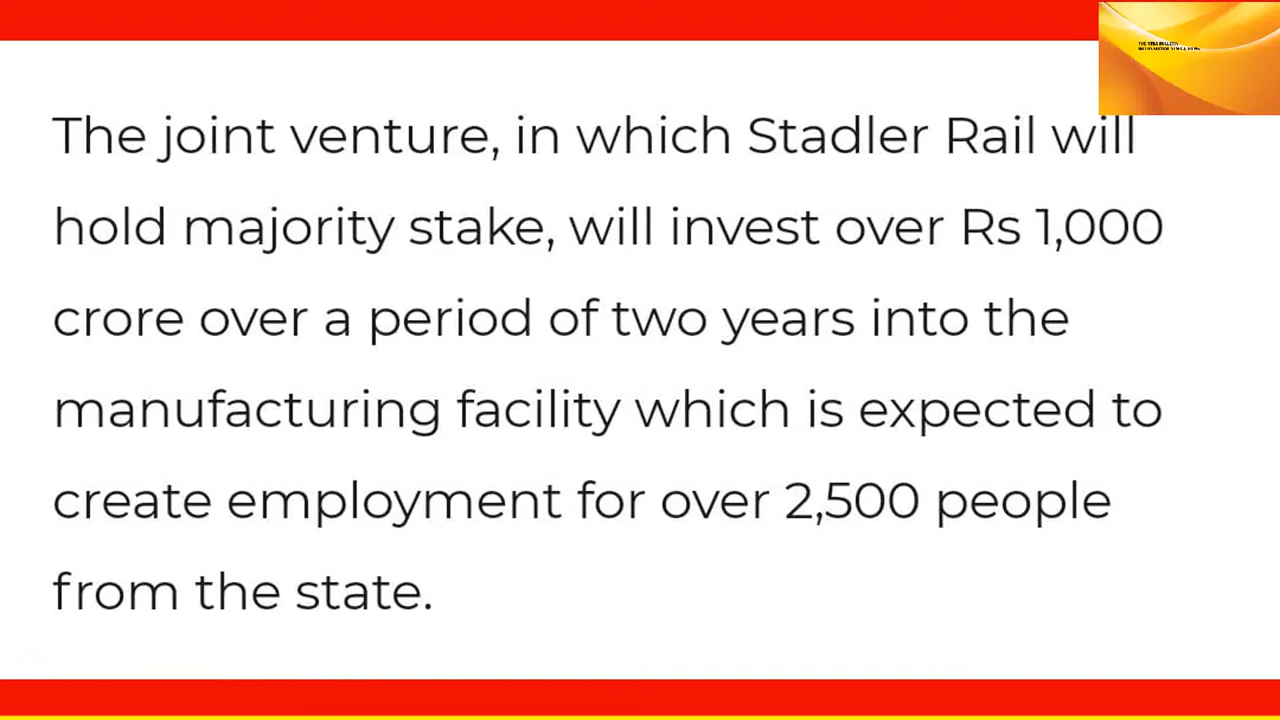 The joint venture, in which Stadler Rail will
hold majority stake, will invest over Rs 1,000
crore over a period of two years into the
manufacturing facility which is expected to
create employment for over 2,500 people
from the state.